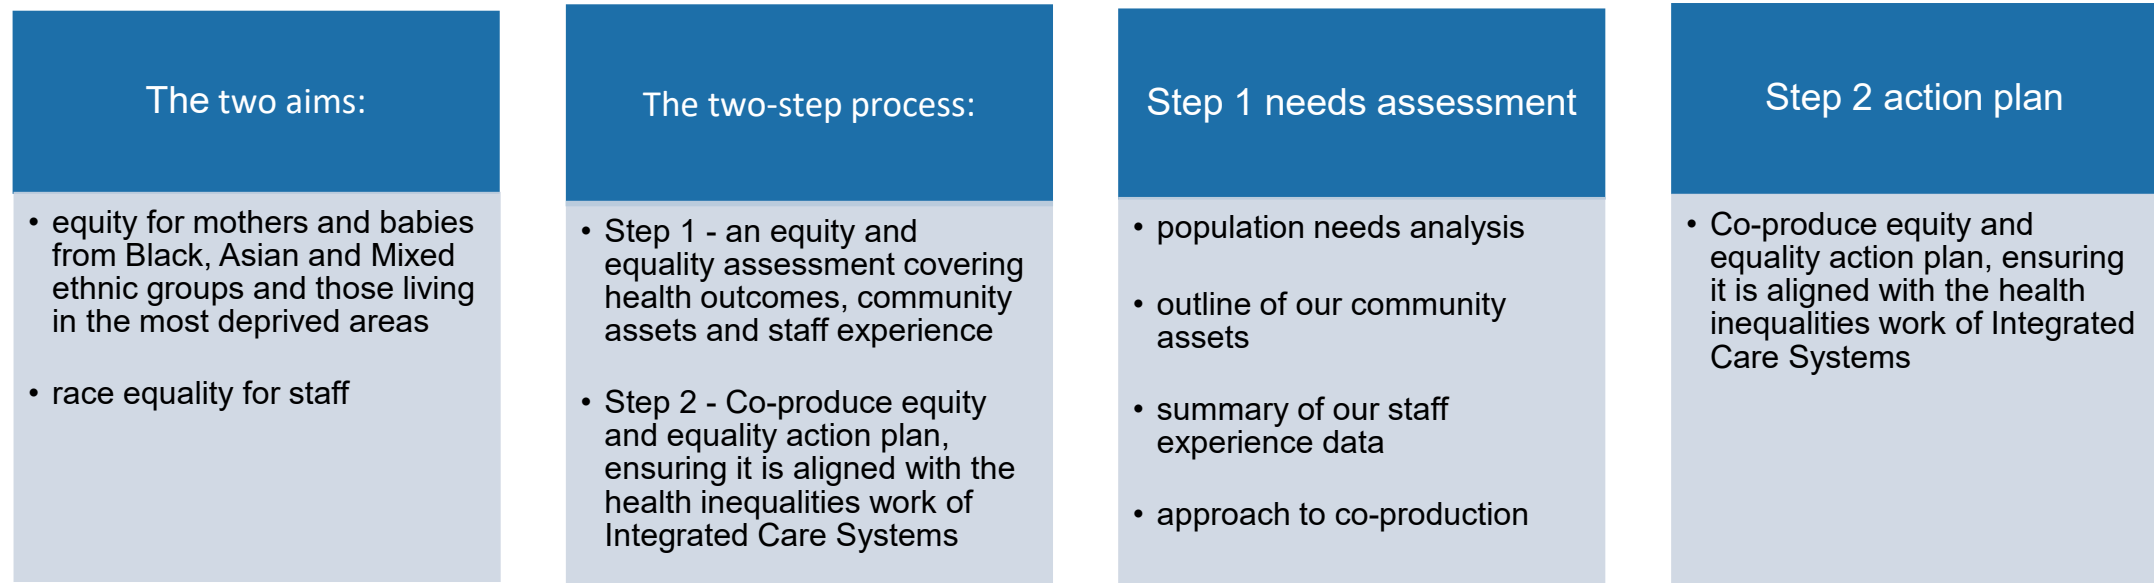 The two aims:
• equity for mothers and babies
from Black, Asian and Mixed
ethnic groups and those living
in the most deprived areas
• race equality for staff
The two-step process:
• Step 1 - an equity and
equality assessment covering
health outcomes, community
assets and staff experience
• Step 2 - Co-produce equity
and equality action plan,
ensuring it is aligned with the
health inequalities work of
Integrated Care Systems
Step 1 needs assessment
• population needs analysis
• outline of our community
assets
• summary of our staff
experience data
• approach to co-production
Step 2 action plan
• Co-produce equity and
equality action plan, ensuring
it is aligned with the health
inequalities work of Integrated
Care Systems